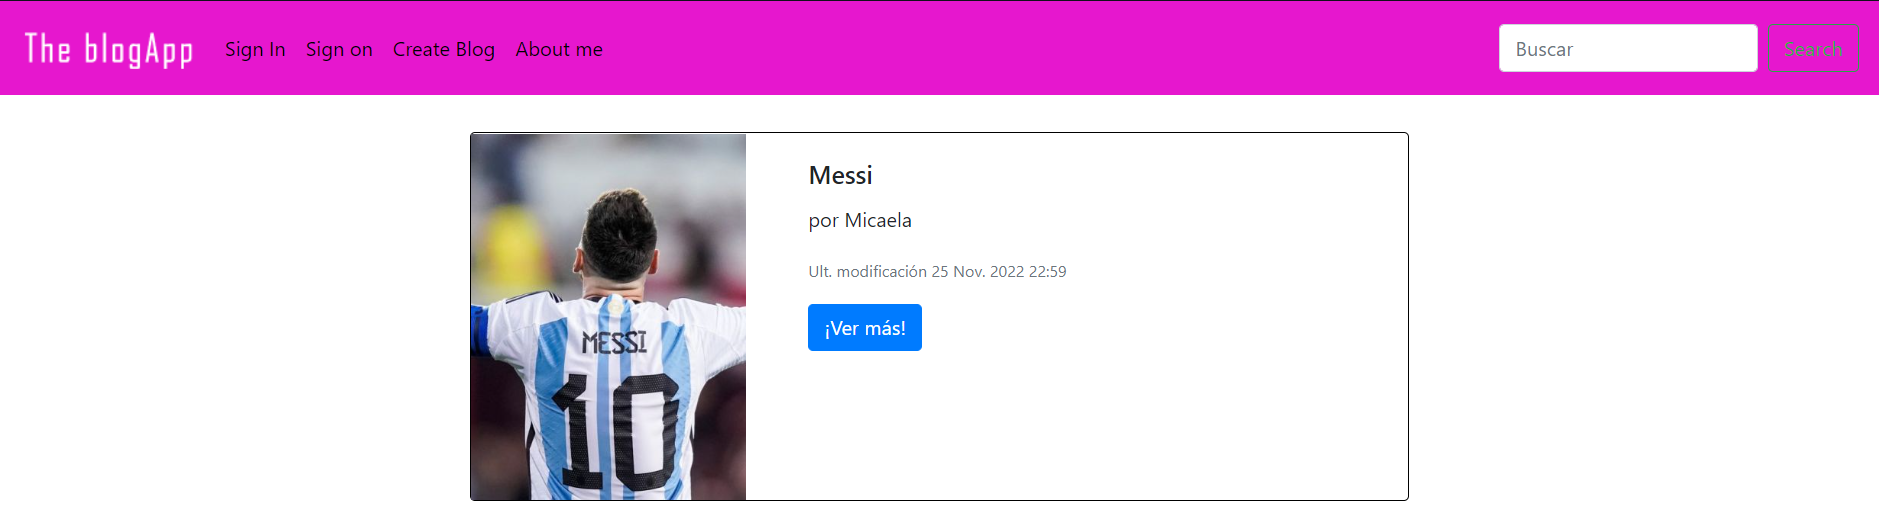 The blogApp
Sign In
Sign on
Create Blog
About me
Buscar
Search
Messi
por Micaela
Ult. modificación 25 Nov. 2022 22:59
¡Ver más!
MESSI
10